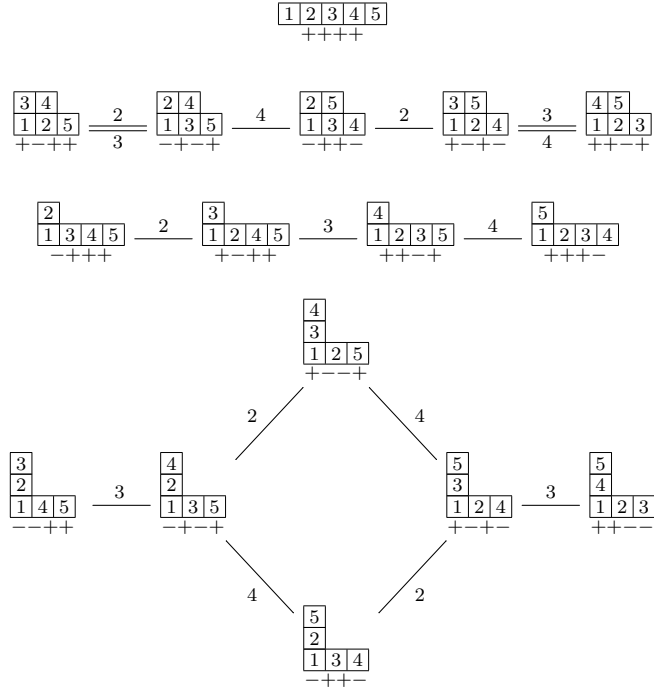 1 2 3 4 5
++++
3 4 2 4 2 5 3 5 4 5
1 2 5 2 1 3 5 4 1 3 4 2 1 2 4 3 1 2 3
3 4
+-++ -+-+ -++- +-+- ++-+
2 3 4 5
1 3 4 5 2 1 2 4 5 3 1 2 3 5 4 1 2 3 4
-+++ +-++ ++-+ +++-
4
3
1 2 5
+--+
2 4
3 4 5 5
2 2 3 4
1 4 5 3 1 3 5 1 2 4 3 1 2 3
--++ -+-+ +-+- ++--
4 2
5
2
1 3 4
-++-